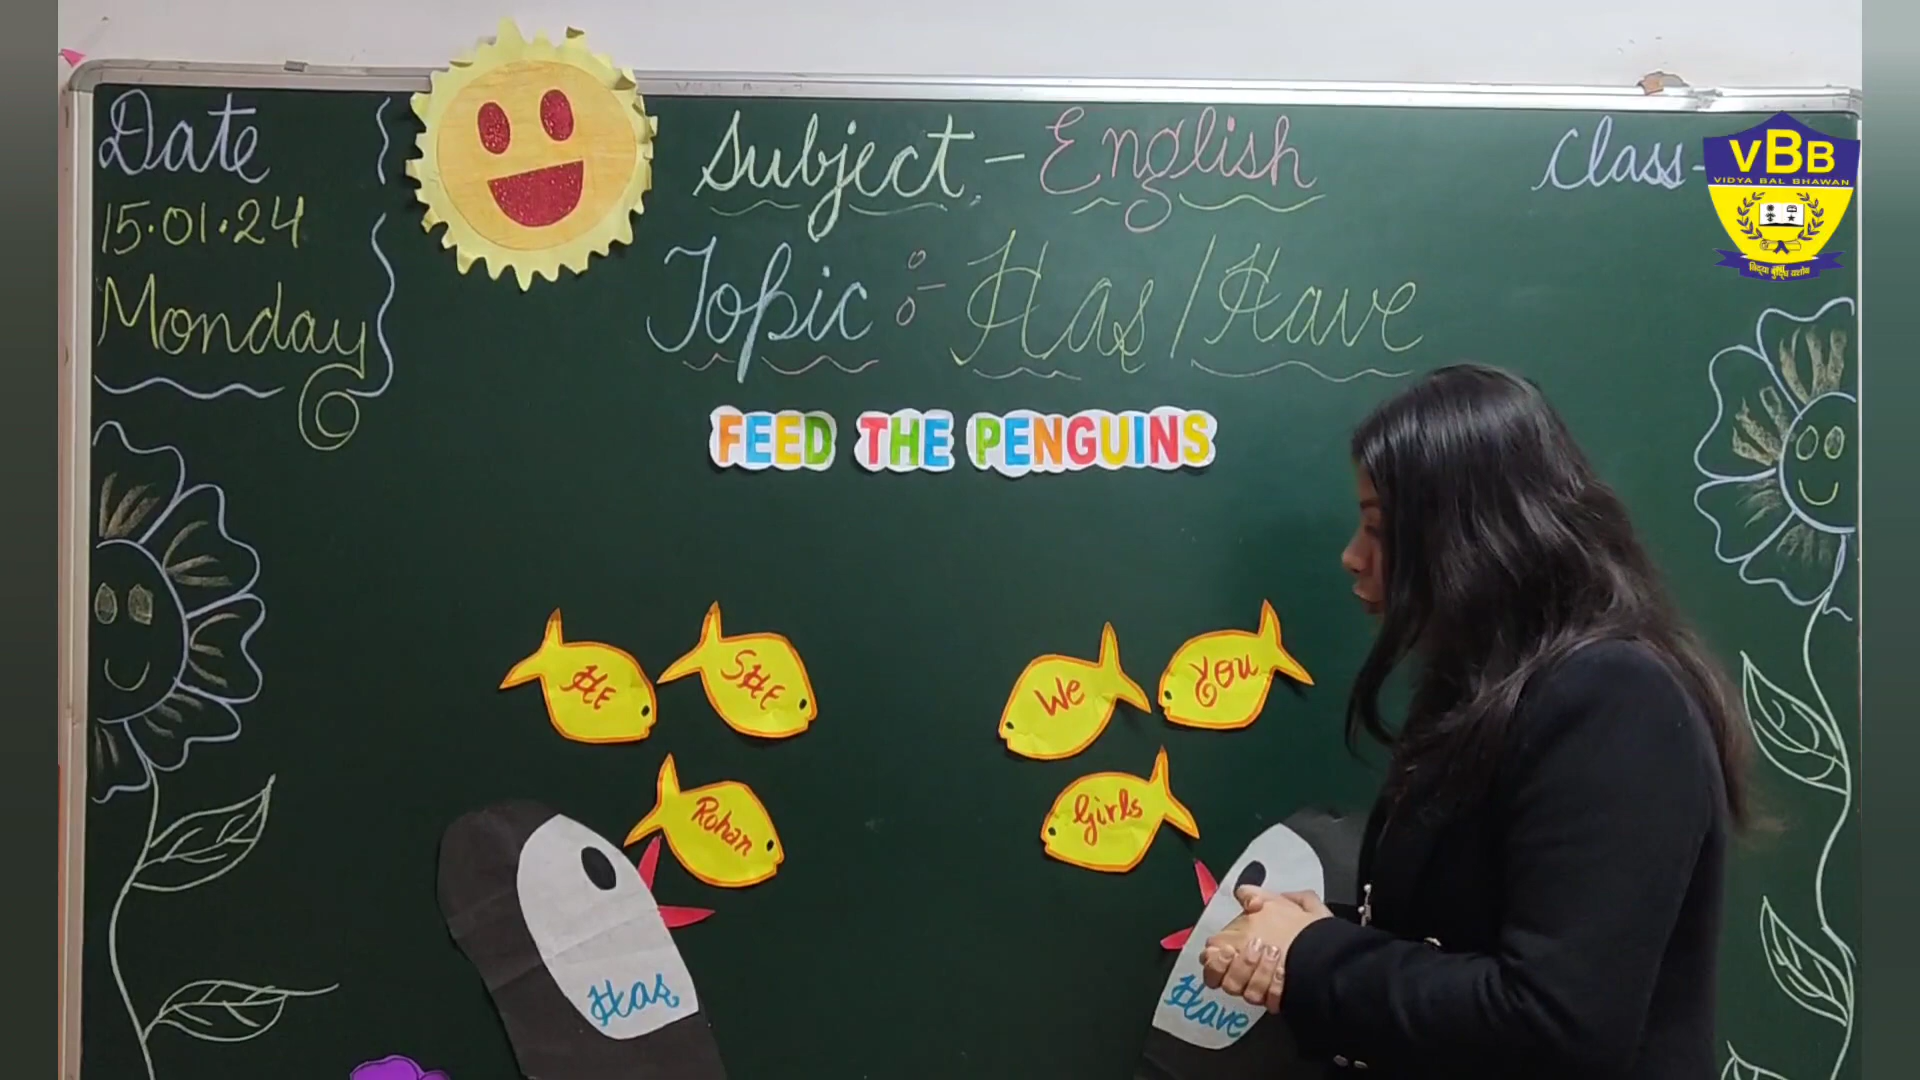 Date
15.01.24
Monday
Subject - English
Topic :- Has/Have
Class-
VBB
VIDYA BAL BHAWAN
FEED THE PENGUINS
HE
SHE
Rohan
We
You
Girls
Has
Have